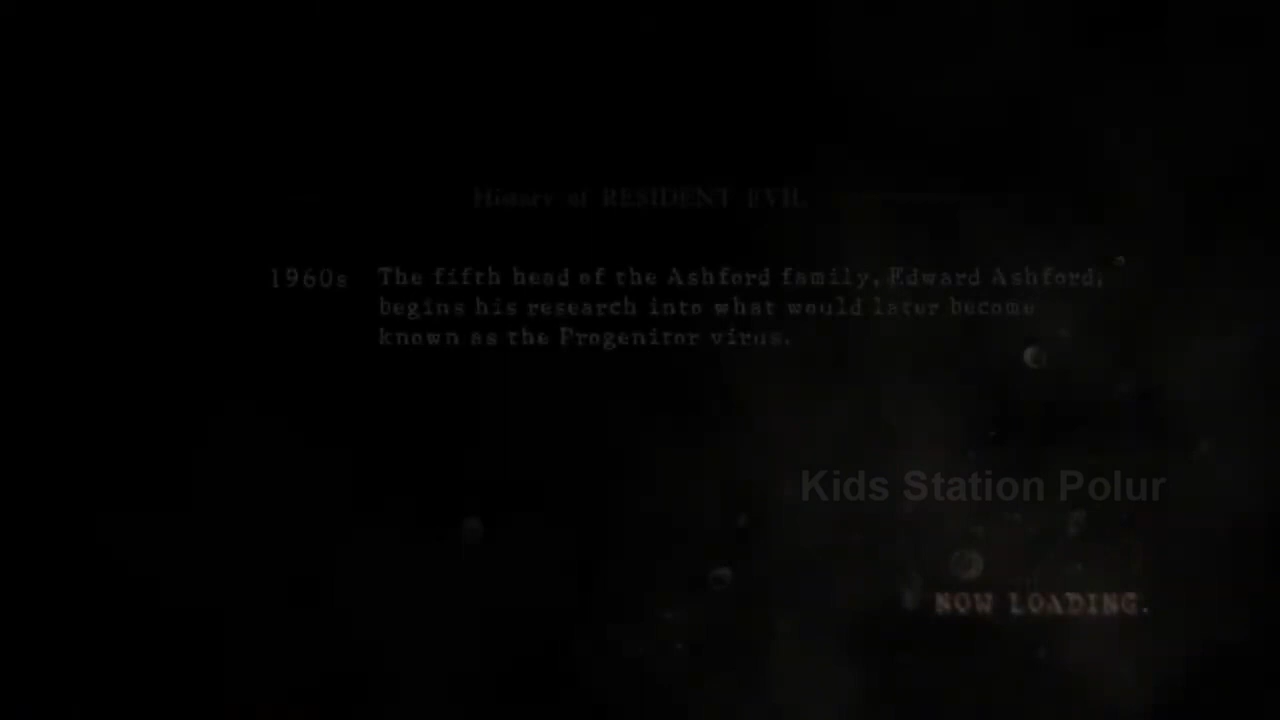 History of RESIDENT EVIL
1960s The fifth head of the Ashford family, Edward Ashford,
begins his research into what would later become
known as the Progenitor virus.
Kids Station Polur
NOW LOADING.